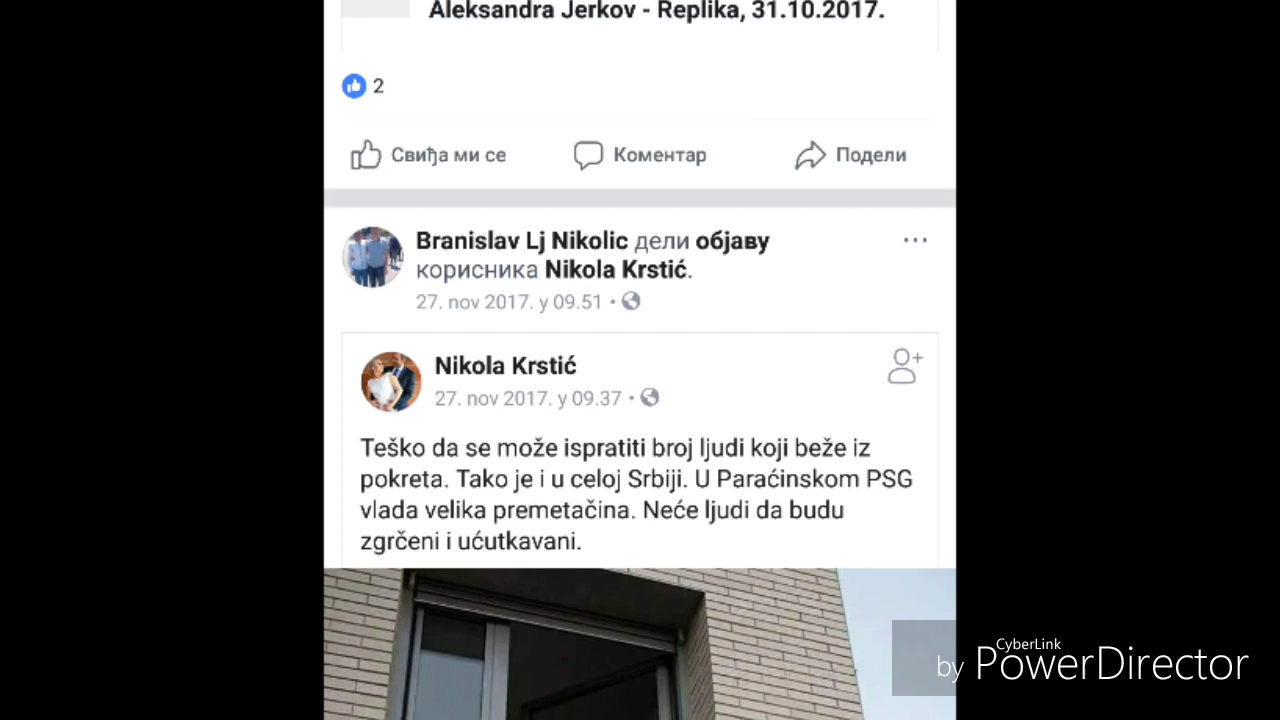 Aleksandra Jerkov - Replika, 31.10.2017.
2
Свиђа ми се Коментар Подели
Branislav Lj Nikolic дели објаву
корисника Nikola Krstić.
27. nov 2017. у 09.51
Nikola Krstić
27. nov 2017. у 09.37
Teško da se može ispratiti broj ljudi koji beže iz
pokreta. Tako je i u celoj Srbiji. U Paraćinskom PSG
vlada velika premetačina. Neće ljudi da budu
zgrčeni i ućutkavani.
CyberLink
by PowerDirector